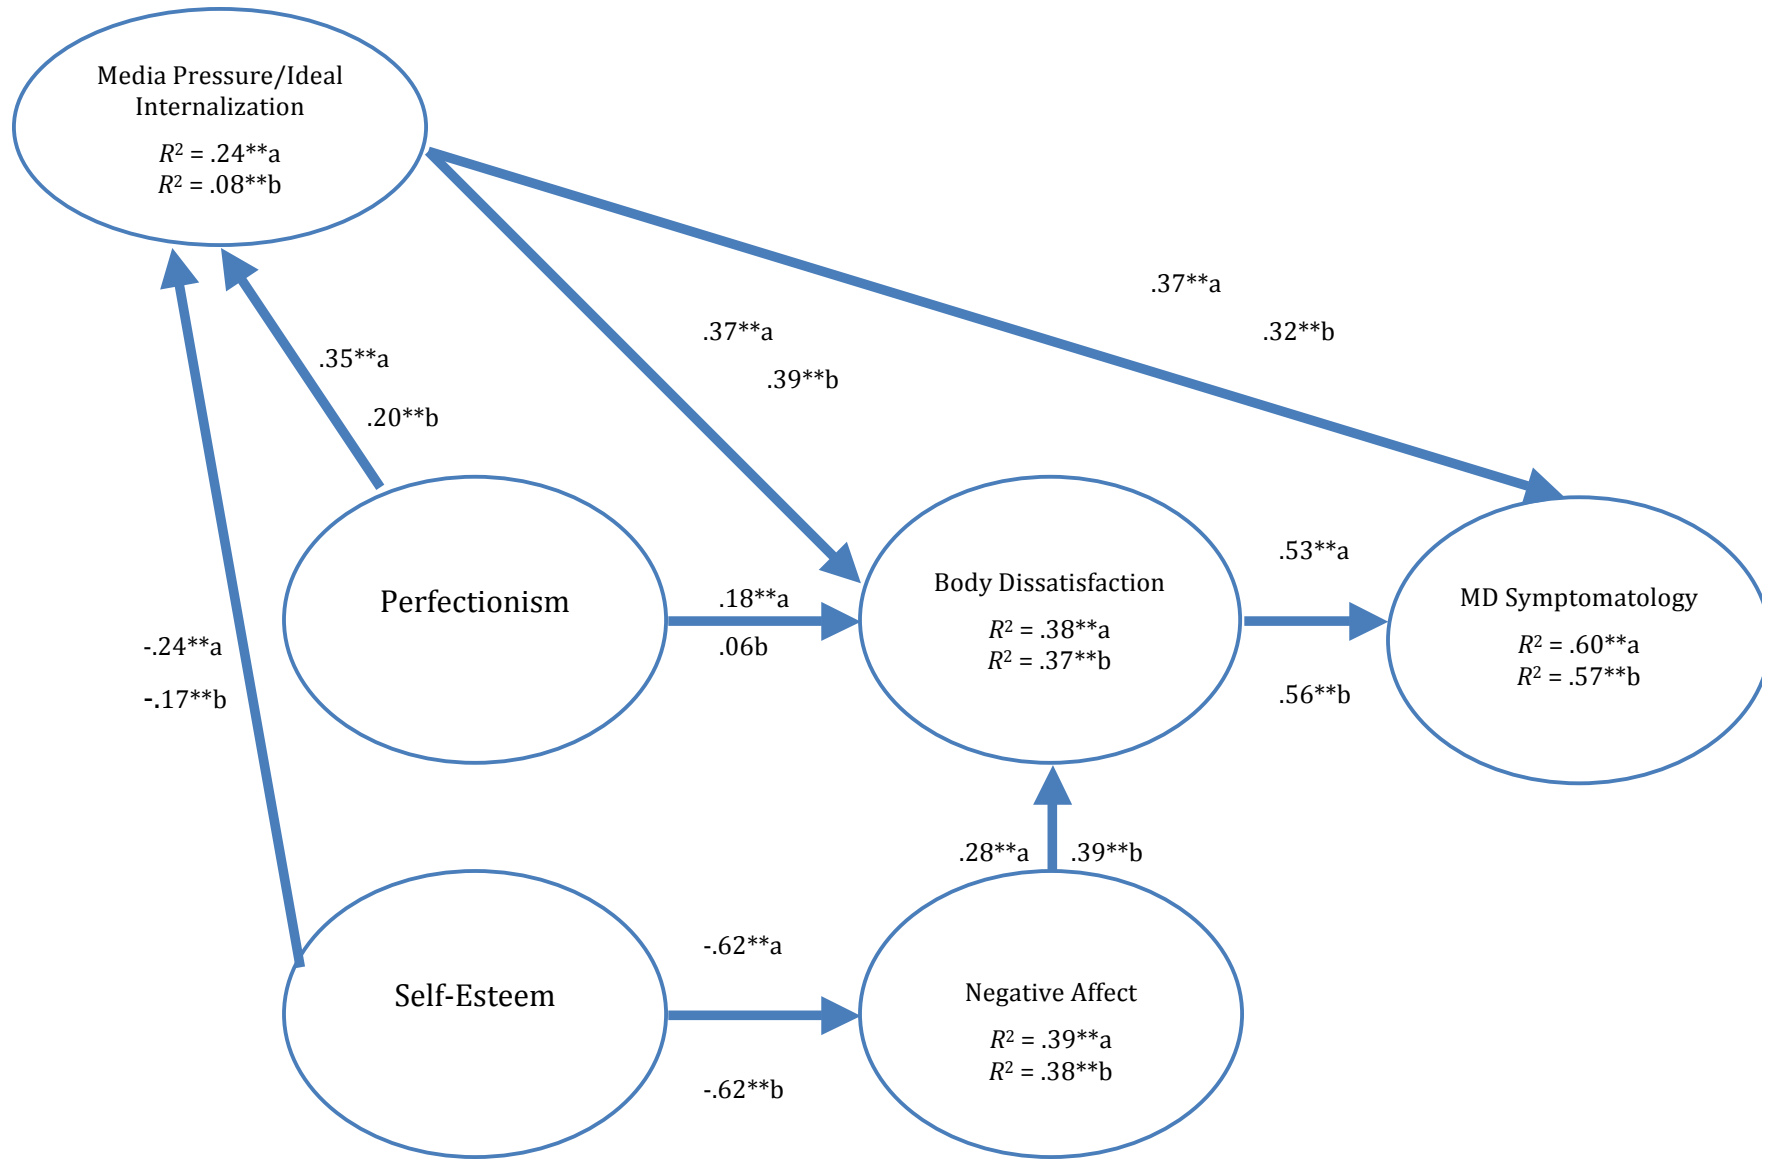 Media Pressure/Ideal
Internalization
R² = .24**a
R² = .08**b
.37**a
.32**b
.37**a
.39**b
.35**a
.20**b
Perfectionism
.18**a
.06b
Body Dissatisfaction
R² = .38**a
R² = .37**b
.53**a
.56**b
MD Symptomatology
R² = .60**a
R² = .57**b
-.24**a
-.17**b
.28**a .39**b
Self-Esteem
-.62**a
-.62**b
Negative Affect
R² = .39**a
R² = .38**b